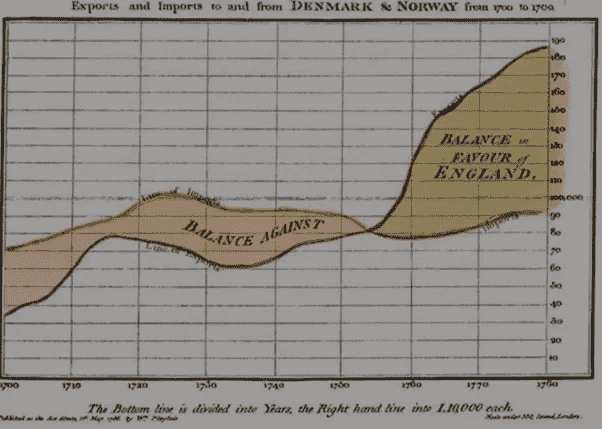 Exports and Imports to and from DENMARK & NORWAY from 1700 to 1780
190
180
170
160
Exports
150
140
BALANCE in
FAVOUR of
ENGLAND.
130
120
Line of Imports
100,000
90
Imports
BALANCE AGAINST
80
Line of Exports
70
60
50
40
30
20
10
1700 1710 1720 1730 1740 1750 1760 1770 1780
The Bottom line is divided into Years, the Right hand line into L10,000 each.
Published as the Act directs, 1st May 1786, by Wm. Playfair
Neele sculpt. 352, Strand, London.